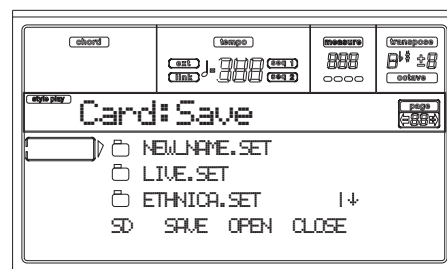 chord tempo measure transpose
ext seq 1
link seq 2
octave
style play page
Card:Save
NEW_NAME.SET
LIVE.SET
ETHNICA.SET
SD SAVE OPEN CLOSE